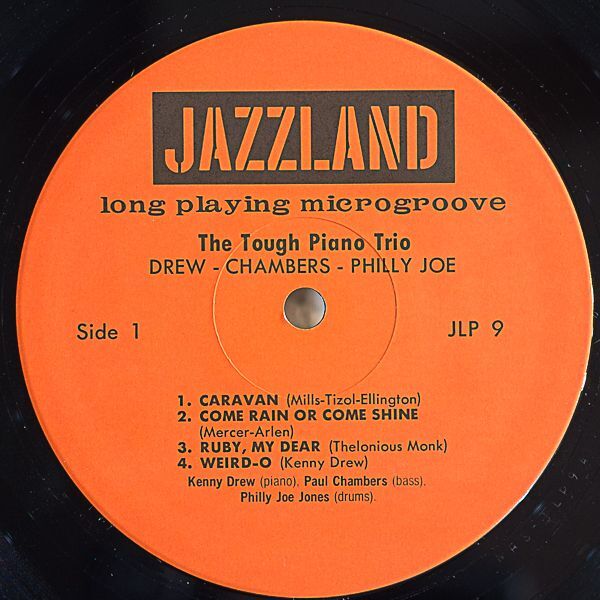 JAZZLAND
long playing microgroove
The Tough Piano Trio
DREW - CHAMBERS - PHILLY JOE
Side 1
JLP 9
1. CARAVAN (Mills-Tizol-Ellington)
2. COME RAIN OR COME SHINE
(Mercer-Arlen)
3. RUBY, MY DEAR (Thelonious Monk)
4. WEIRD-O (Kenny Drew)
Kenny Drew (piona), Paul Chambers (bass),
Philly Joe Jones (drums).